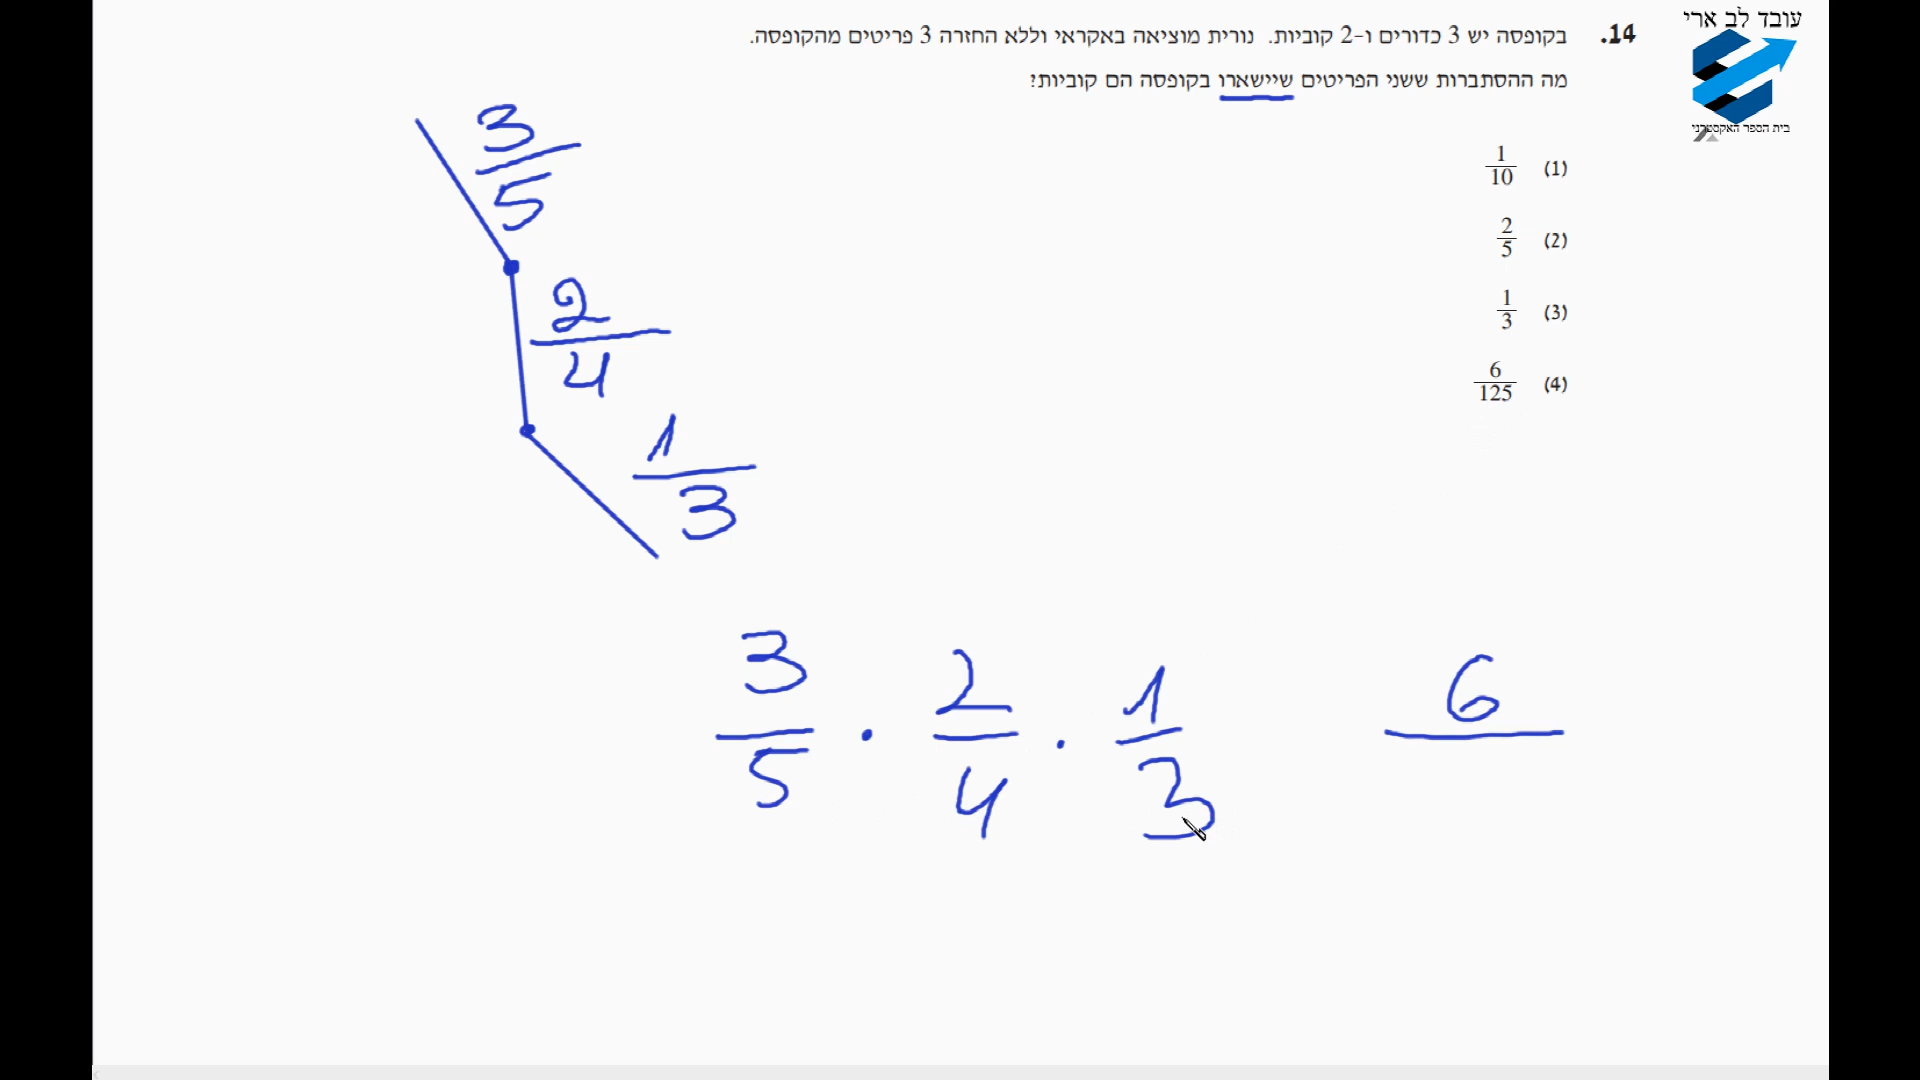 עובד לב ארי
בית הספר האקסטרני
14. בקופסה יש 3 כדורים ו-2 קוביות. נורית מוציאה באקראי וללא החזרה 3 פריטים מהקופסה.
מה ההסתברות ששני הפריטים שיישארו בקופסה הם קוביות?
(1) 1/10
(2) 2/5
(3) 1/3
(4) 6/125
3/5
2/4
1/3
3/5 · 2/4 · 1/3 6